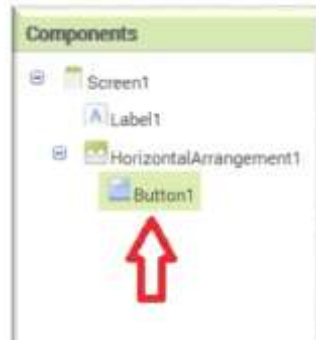 Components
Screen1
Label1
HorizontalArrangement1
Button1